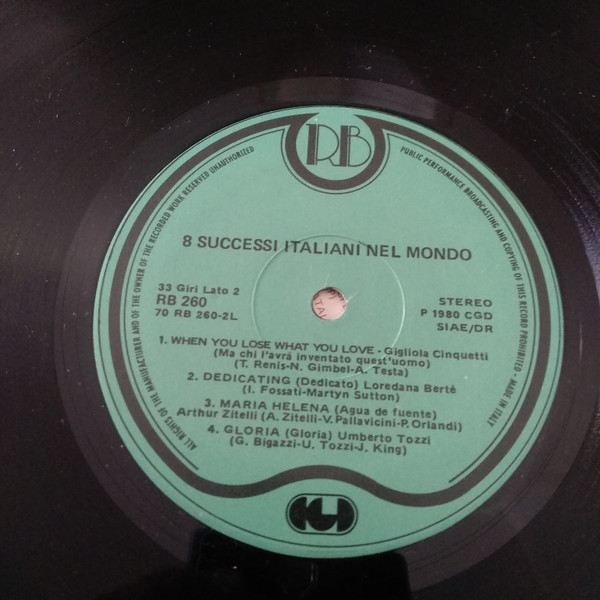 RB
ALL RIGHTS OF THE MANUFACTURER AND OF THE OWNER OF THE RECORDED WORK RESERVED UNAUTHORIZED
PUBLIC PERFORMANCE BROADCASTING AND COPYING OF THIS RECORD PROHIBITED - MADE IN ITALY
8 SUCCESSI ITALIANI NEL MONDO
33 Giri Lato 2
RB 260
70 RB 260-2L
STEREO
P 1980 CGD
SIAE/DR
1. WHEN YOU LOSE WHAT YOU LOVE - Gigliola Cinquetti
(Ma chi l'avrà inventato quest'uomo)
(T. Renis-N. Gimbel-A. Testa)
2. DEDICATING (Dedicato) Loredana Bertè
(I. Fossati-Martyn Sutton)
3. MARIA HELENA (Agua de fuente)
Arthur Zitelli (A. Zitelli-V. Pallavicini-P. Orlandi)
4. GLORIA (Gloria) Umberto Tozzi
(G. Bigazzi-U. Tozzi-J. King)
CGD